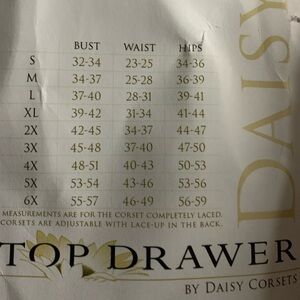 BUST WAIST HIPS
S 32-34 23-25 34-36
M 34-37 25-28 36-39
L 37-40 28-31 39-41
XL 39-42 31-34 41-44
2X 42-45 34-37 44-47
3X 45-48 37-40 47-50
4X 48-51 40-43 50-53
5X 53-54 43-46 53-56
6X 55-57 46-49 56-59
MEASUREMENTS ARE FOR THE CORSET COMPLETELY LACED.
CORSETS ARE ADJUSTABLE WITH LACE-UP IN THE BACK.
TOP DRAWER
BY DAISY CORSETS
DAISY